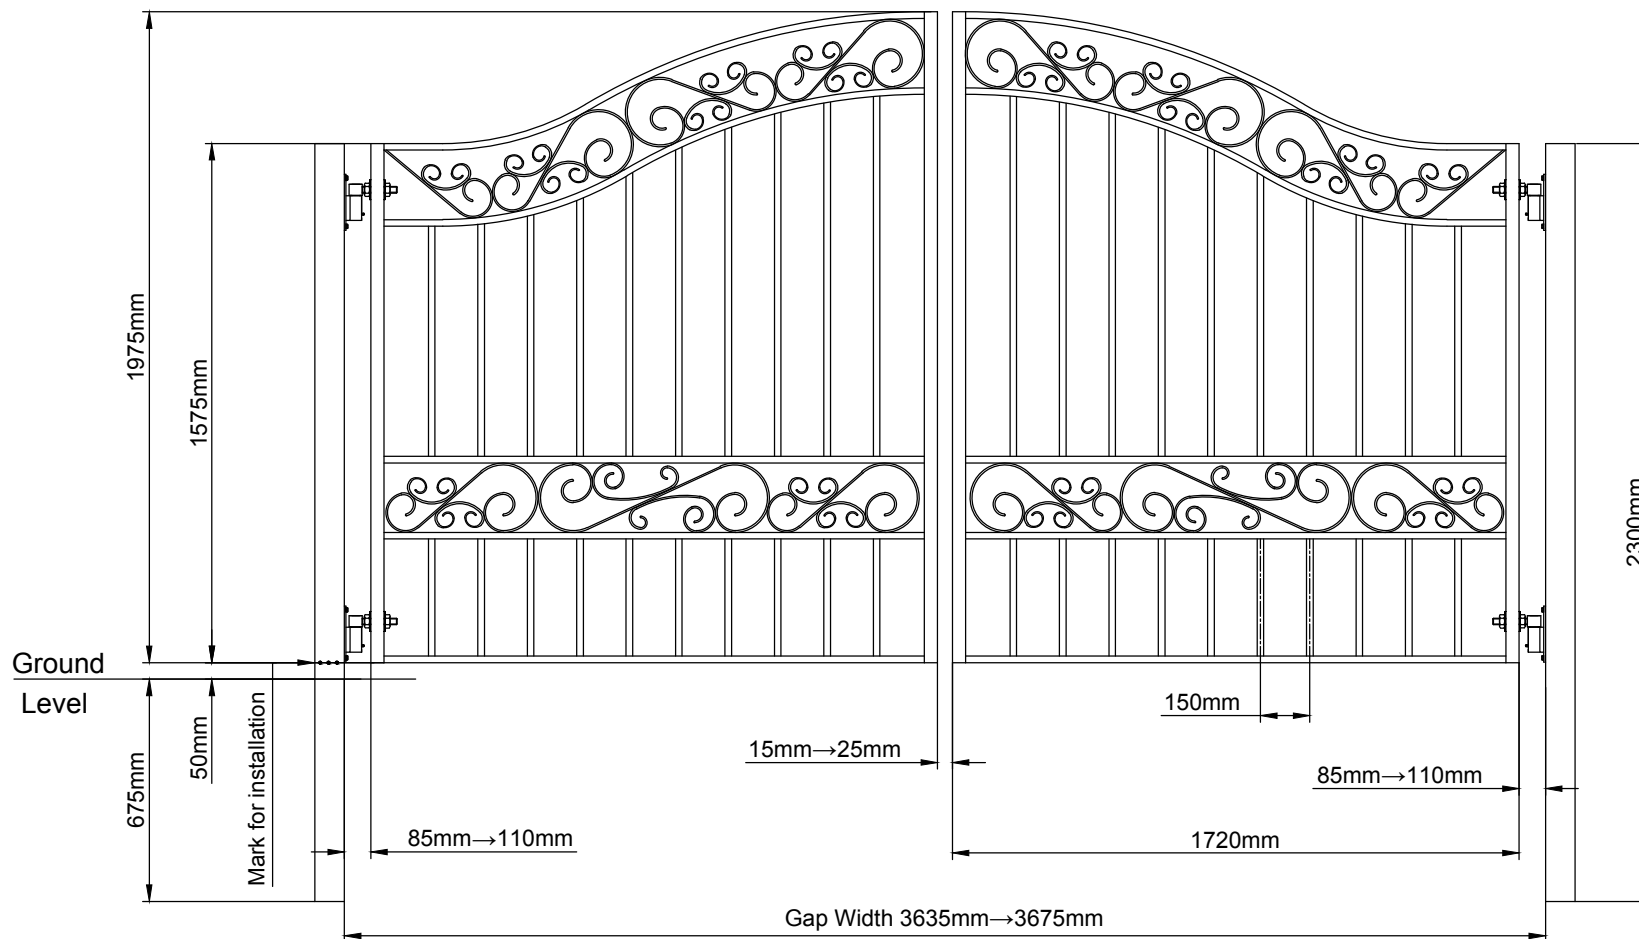 1975mm
1575mm
2300mm
Ground
Level
50mm
675mm
Mark for installation
150mm
15mm→25mm
85mm→110mm
85mm→110mm
1720mm
Gap Width 3635mm→3675mm